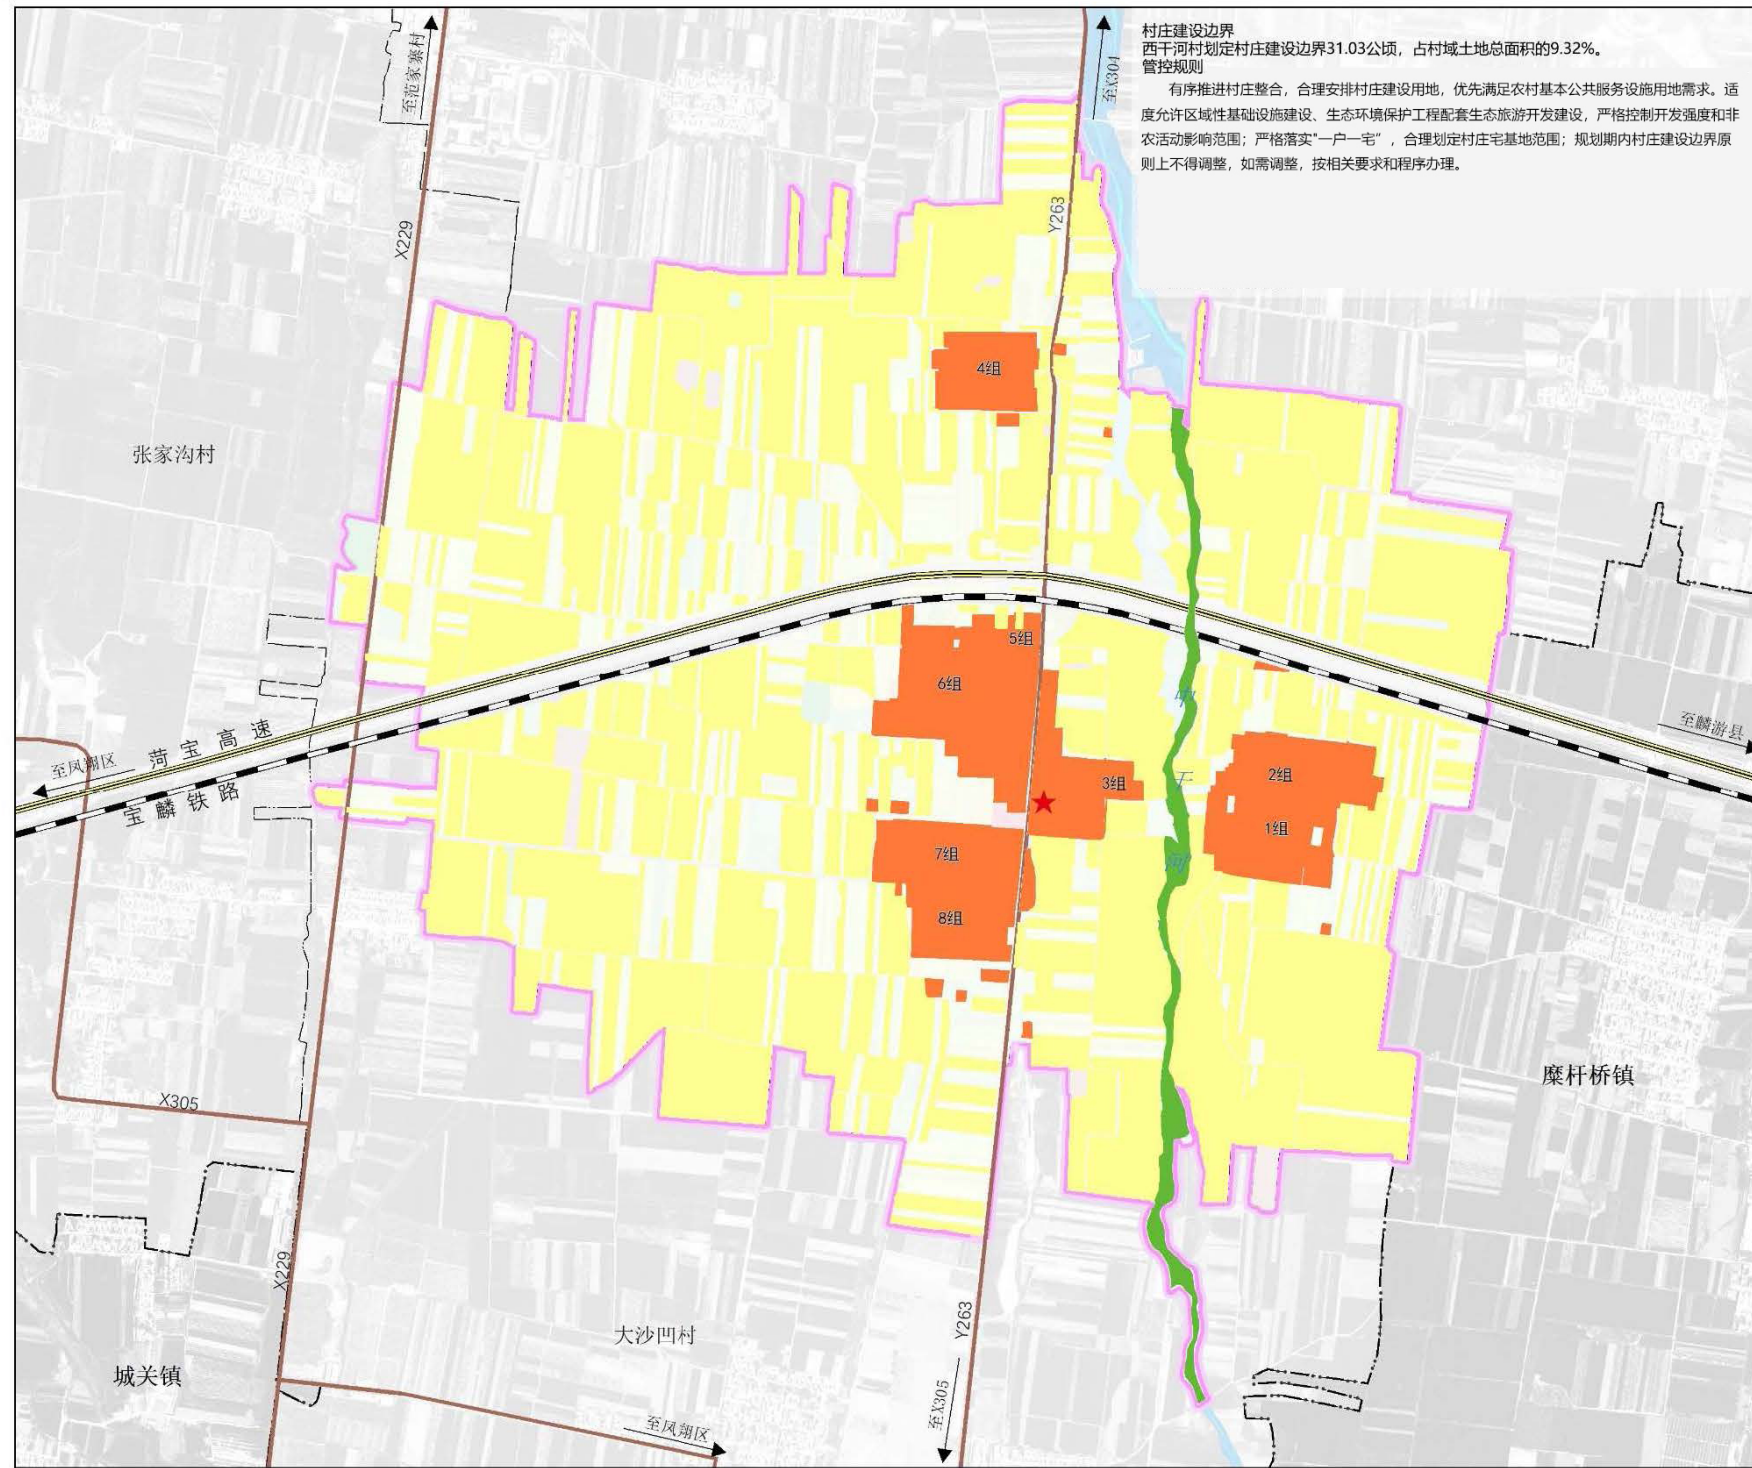 村庄建设边界
西干河村划定村庄建设边界31.03公顷，占村域土地总面积的9.32%。
管控规则
有序推进村庄整合，合理安排村庄建设用地，优先满足农村基本公共服务设施用地需求。适
度允许区域性基础设施建设、生态环境保护工程配套生态旅游开发建设，严格控制开发强度和非
农活动影响范围；严格落实"一户一宅"，合理划定村庄宅基地范围；规划期内村庄建设边界原
则上不得调整，如需调整，按相关要求和程序办理。
至范家寨村
至X304
X229
Y263
4组
张家沟村
5组
6组
中干河
至麟游县
菏宝高速
至凤翔区
宝麟铁路
3组
2组
1组
7组
8组
糜杆桥镇
X305
X229
大沙凹村
Y263
城关镇
至X305
至凤翔区